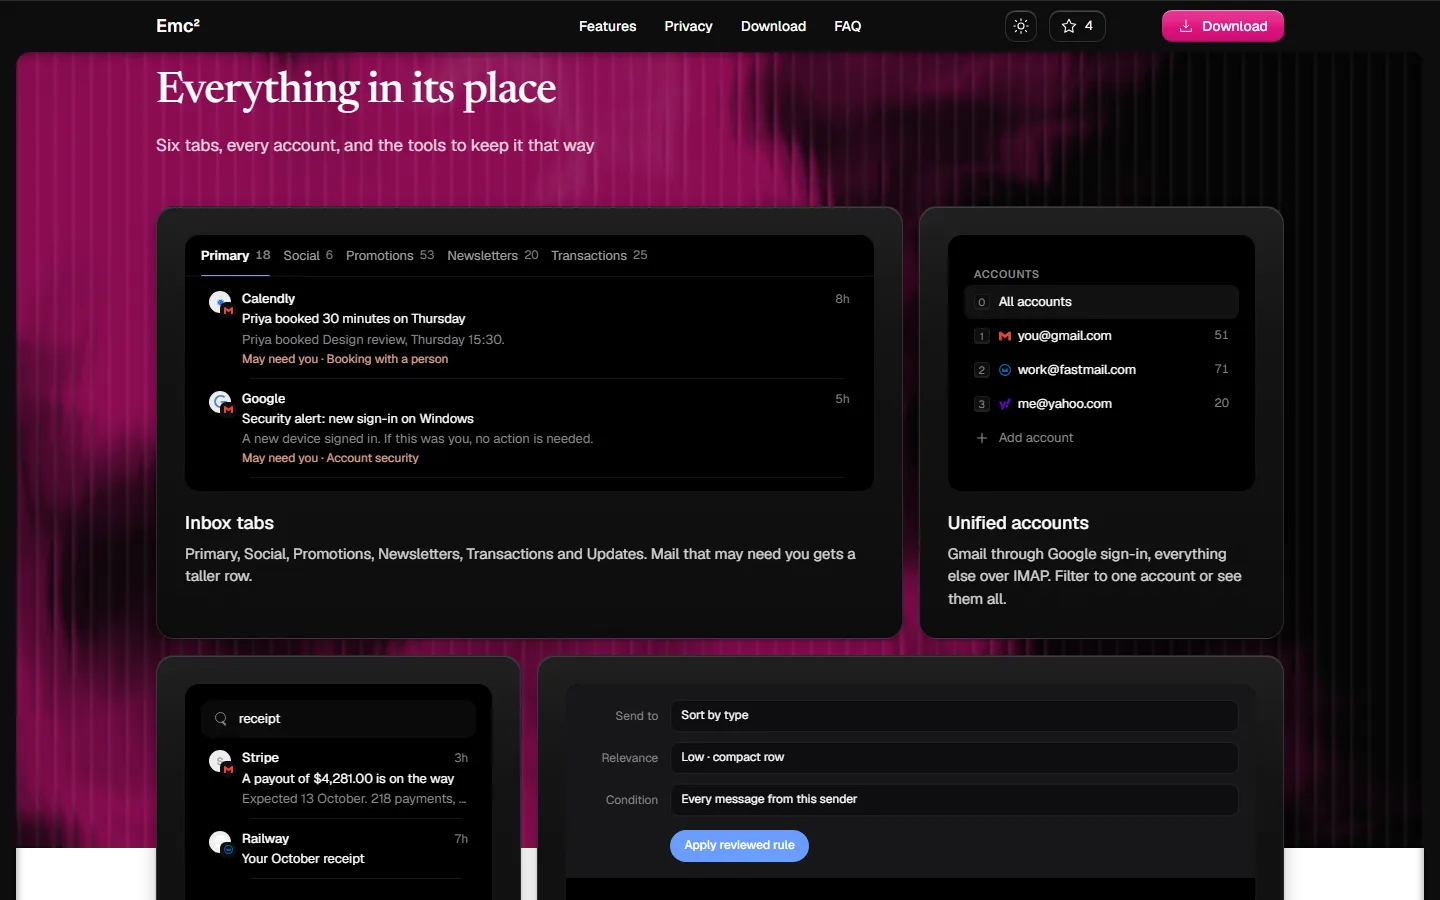 Emc²
Features
Privacy
Download
FAQ
4
Download
Everything in its place
Six tabs, every account, and the tools to keep it that way
Primary 18 Social 6 Promotions 53 Newsletters 20 Transactions 25
Calendly 8h
Priya booked 30 minutes on Thursday
Priya booked Design review, Thursday 15:30.
May need you · Booking with a person
Google 5h
Security alert: new sign-in on Windows
A new device signed in. If this was you, no action is needed.
May need you · Account security
Inbox tabs
Primary, Social, Promotions, Newsletters, Transactions and Updates. Mail that may need you gets a
taller row.
ACCOUNTS
0 All accounts
1 you@gmail.com 51
2 work@fastmail.com 71
3 me@yahoo.com 20
Add account
Unified accounts
Gmail through Google sign-in, everything
else over IMAP. Filter to one account or see
them all.
receipt
Stripe 3h
A payout of $4,281.00 is on the way
Expected 13 October. 218 payments, ...
Railway 7h
Your October receipt
Send to Sort by type
Relevance Low · compact row
Condition Every message from this sender
Apply reviewed rule